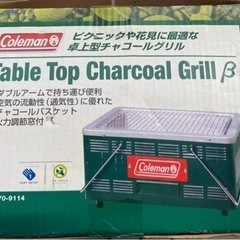 Coleman
ピクニックや花見に最適な
卓上型チャコールグリル
Table Top Charcoal Grill β
ダブルアームで持ち運び便利
空気の流動性(通気性)に優れた
チャコールバスケット
火力調節窓付
Coleman
70-9114